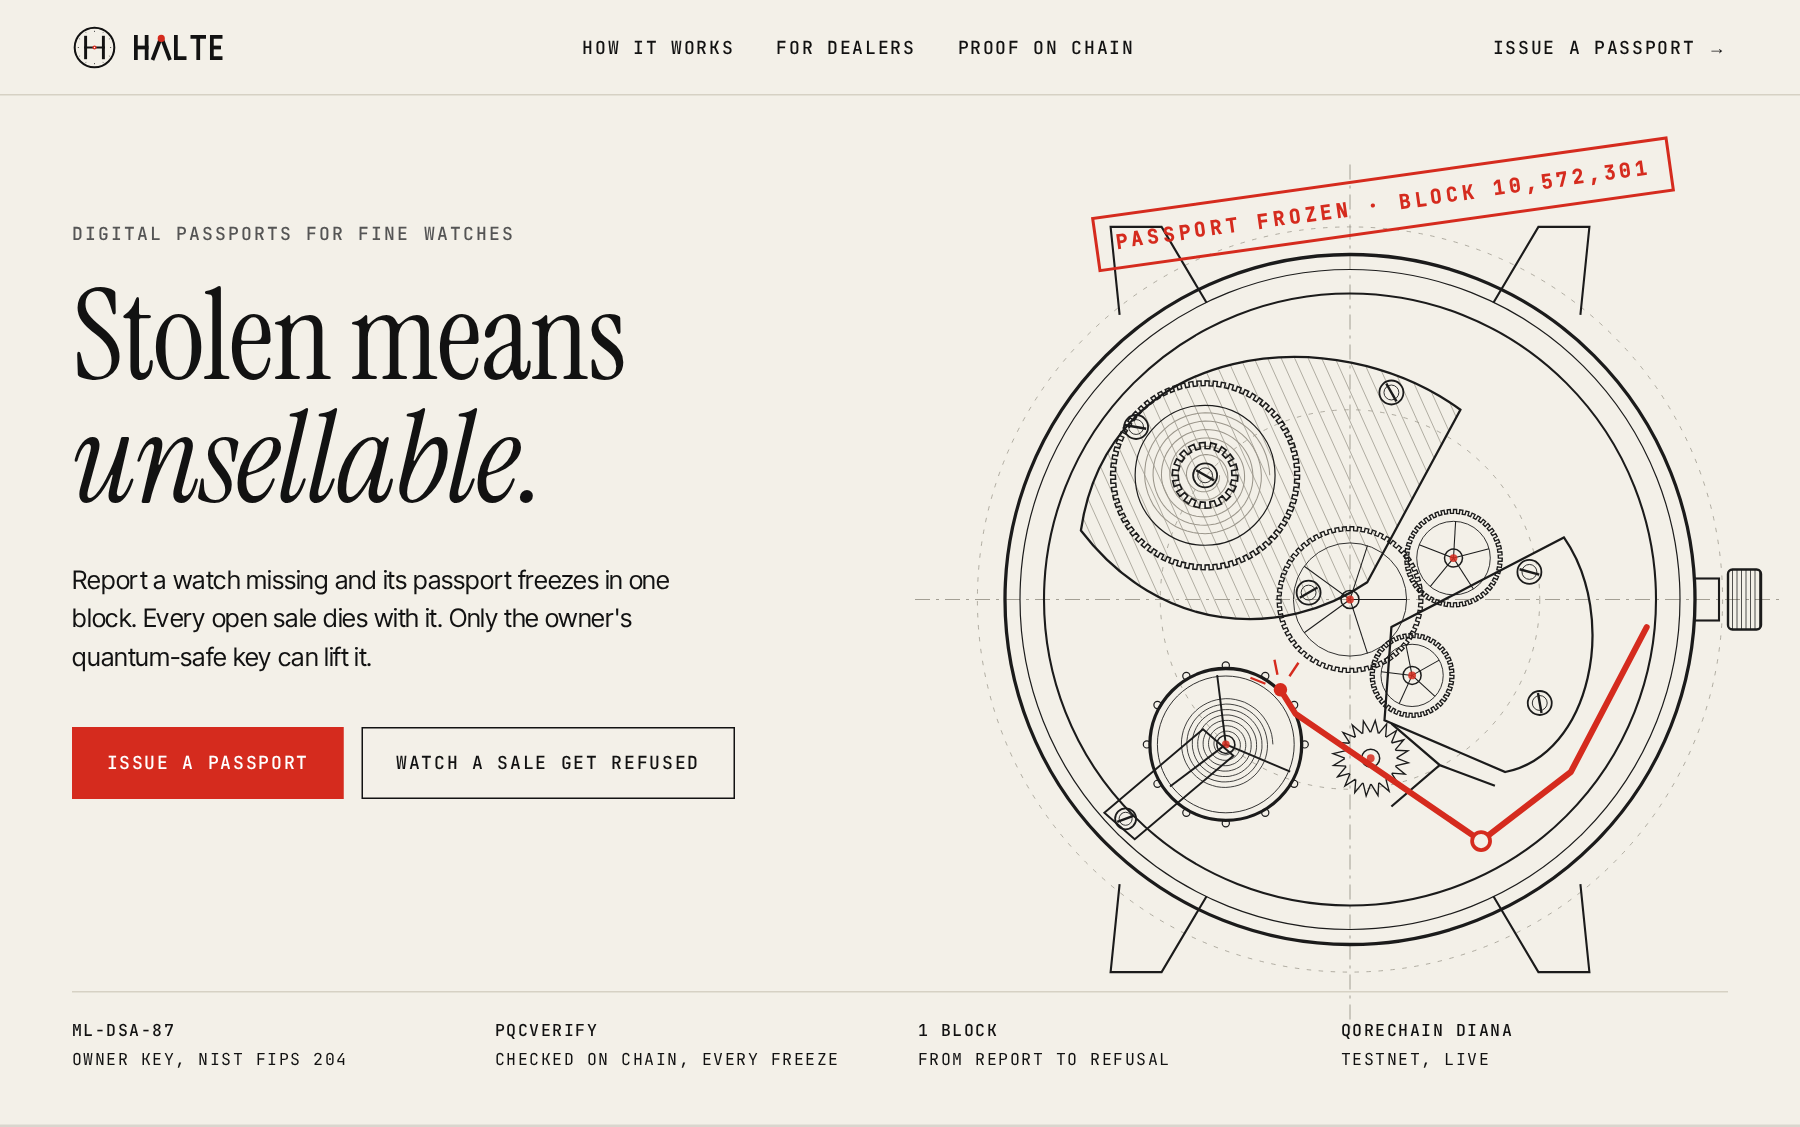 HALTE
HOW IT WORKS
FOR DEALERS
PROOF ON CHAIN
ISSUE A PASSPORT →
PASSPORT FROZEN · BLOCK 10,572,301
DIGITAL PASSPORTS FOR FINE WATCHES
Stolen means
unsellable.
Report a watch missing and its passport freezes in one
block. Every open sale dies with it. Only the owner's
quantum-safe key can lift it.
ISSUE A PASSPORT
WATCH A SALE GET REFUSED
ML-DSA-87
OWNER KEY, NIST FIPS 204
PQCVERIFY
CHECKED ON CHAIN, EVERY FREEZE
1 BLOCK
FROM REPORT TO REFUSAL
QORECHAIN DIANA
TESTNET, LIVE